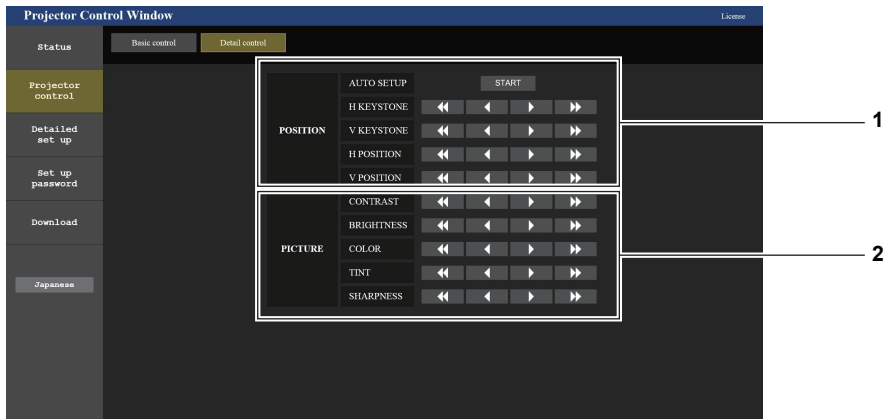 Projector Control Window
License
Status
Basic control
Detail control
Projector
control
Detailed
set up
Set up
password
Download
Japanese
POSITION
AUTO SETUP
START
H KEYSTONE
V KEYSTONE
H POSITION
V POSITION
1
PICTURE
CONTRAST
BRIGHTNESS
COLOR
TINT
SHARPNESS
2